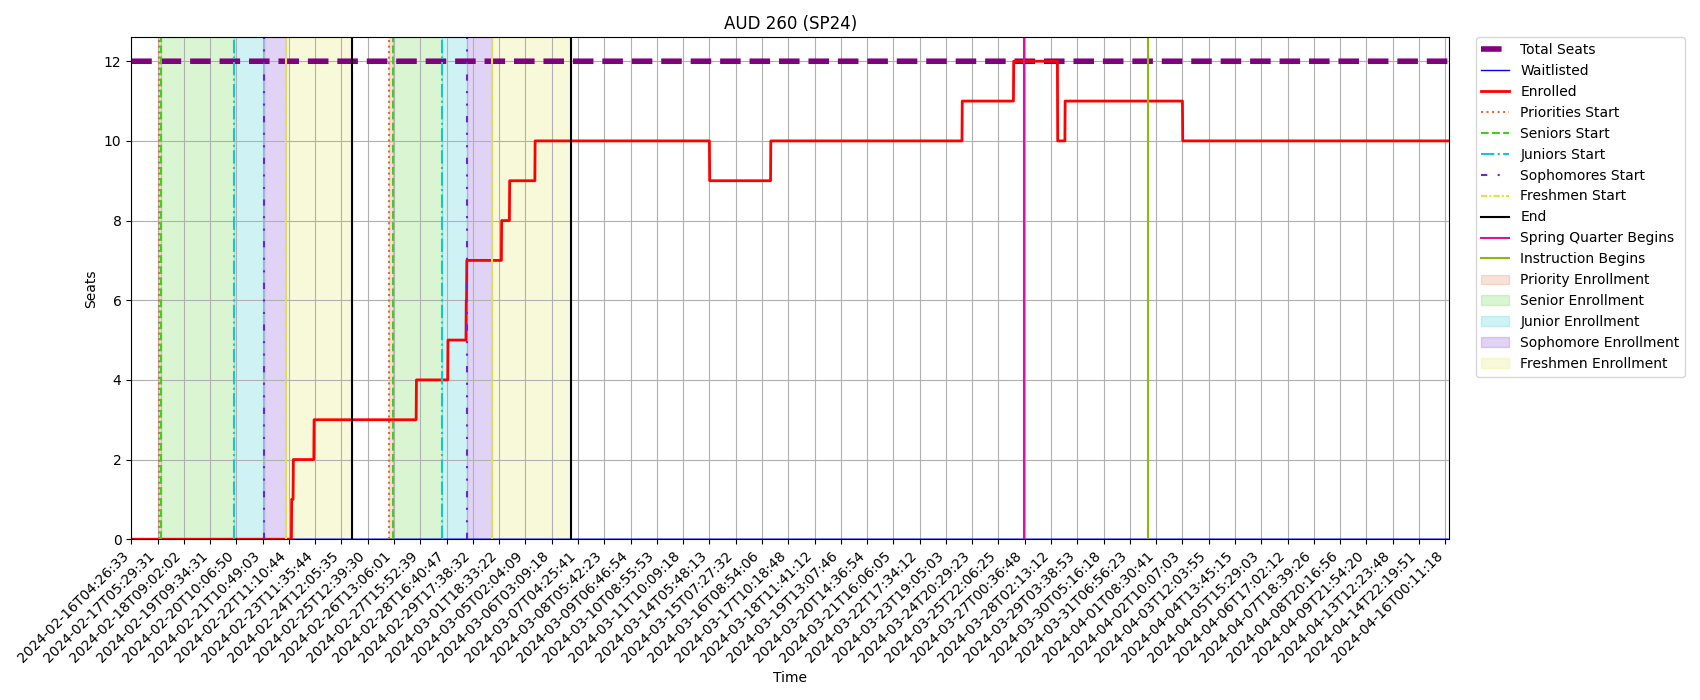 AUD 260 (SP24)
Seats
12
10
8
6
4
2
0
2024-02-16T04:26:33
2024-02-17T05:29:31
2024-02-18T09:02:02
2024-02-19T09:34:31
2024-02-20T10:06:50
2024-02-21T10:49:03
2024-02-22T11:10:44
2024-02-23T11:35:44
2024-02-24T12:05:35
2024-02-25T12:39:30
2024-02-26T13:06:01
2024-02-27T15:52:39
2024-02-28T16:40:47
2024-02-29T17:38:32
2024-03-01T18:35:22
2024-03-05T02:04:09
2024-03-06T03:09:18
2024-03-07T04:25:41
2024-03-08T05:42:23
2024-03-09T06:46:54
2024-03-10T08:55:53
2024-03-11T10:09:18
2024-03-14T05:48:13
2024-03-15T07:27:32
2024-03-16T08:54:06
2024-03-17T10:18:48
2024-03-18T11:41:12
2024-03-19T13:07:46
2024-03-20T14:36:54
2024-03-21T16:06:05
2024-03-22T17:34:12
2024-03-23T19:05:03
2024-03-24T20:29:23
2024-03-25T22:06:25
2024-03-27T00:36:48
2024-03-28T02:13:12
2024-03-29T03:38:53
2024-03-30T05:16:18
2024-03-31T06:56:23
2024-04-01T08:30:41
2024-04-02T10:07:03
2024-04-03T12:03:55
2024-04-04T13:45:15
2024-04-05T15:29:03
2024-04-06T17:02:12
2024-04-07T18:39:26
2024-04-08T20:16:56
2024-04-09T21:54:20
2024-04-13T12:23:48
2024-04-14T22:19:51
2024-04-16T00:11:18
Time
Total Seats
Waitlisted
Enrolled
Priorities Start
Seniors Start
Juniors Start
Sophomores Start
Freshmen Start
End
Spring Quarter Begins
Instruction Begins
Priority Enrollment
Senior Enrollment
Junior Enrollment
Sophomore Enrollment
Freshmen Enrollment